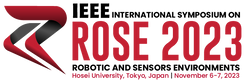 IEEE INTERNATIONAL SYMPOSIUM ON
ROSE 2023
ROBOTIC AND SENSORS ENVIRONMENTS
Hosei University, Tokyo, Japan | November 6-7, 2023